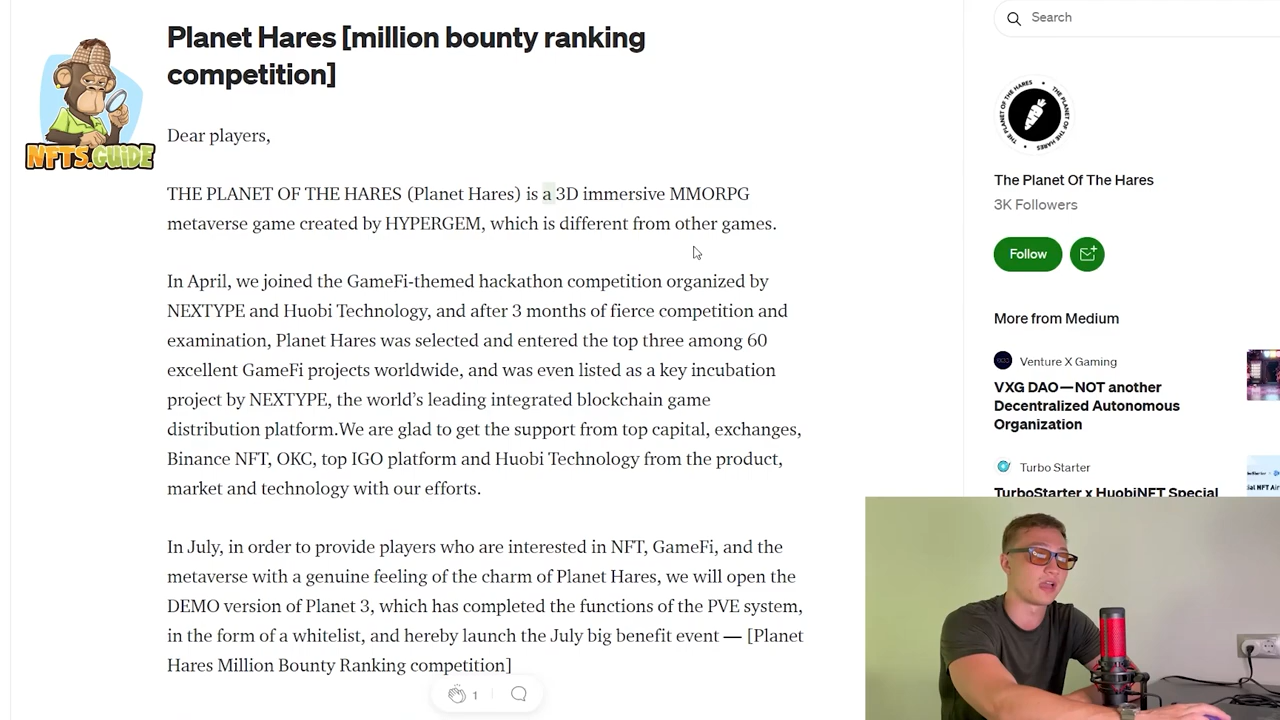 Planet Hares [million bounty ranking
competition]
Dear players,
THE PLANET OF THE HARES (Planet Hares) is a 3D immersive MMORPG
metaverse game created by HYPERGEM, which is different from other games.
In April, we joined the GameFi-themed hackathon competition organized by
NEXTYPE and Huobi Technology, and after 3 months of fierce competition and
examination, Planet Hares was selected and entered the top three among 60
excellent GameFi projects worldwide, and was even listed as a key incubation
project by NEXTYPE, the world’s leading integrated blockchain game
distribution platform.We are glad to get the support from top capital, exchanges,
Binance NFT, OKC, top IGO platform and Huobi Technology from the product,
market and technology with our efforts.
In July, in order to provide players who are interested in NFT, GameFi, and the
metaverse with a genuine feeling of the charm of Planet Hares, we will open the
DEMO version of Planet 3, which has completed the functions of the PVE system,
in the form of a whitelist, and hereby launch the July big benefit event — [Planet
Hares Million Bounty Ranking competition]
1
NFTS.GUIDE
Search
THE PLANET OF THE HARES • THE PLANET OF THE HARES •
The Planet Of The Hares
3K Followers
Follow
More from Medium
Venture X Gaming
VXG DAO—NOT another
Decentralized Autonomous
Organization
Turbo Starter
TurboStarter x HuobiNFT Special